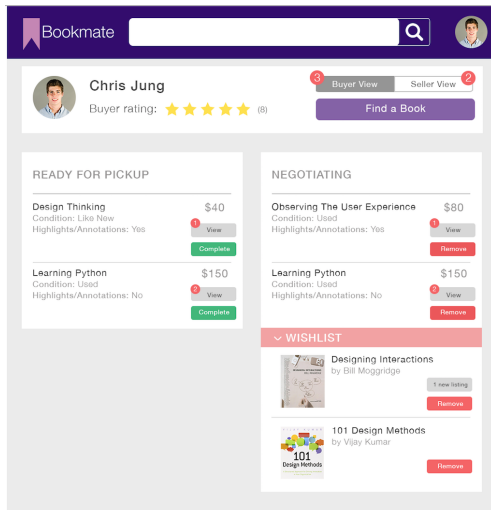 Bookmate
Chris Jung
Buyer rating: (8)
3 Buyer View Seller View 2
Find a Book
READY FOR PICKUP
Design Thinking $40
Condition: Like New
Highlights/Annotations: Yes
1 View
Complete
Learning Python $150
Condition: Used
Highlights/Annotations: No
2 View
Complete
NEGOTIATING
Observing The User Experience $80
Condition: Used
Highlights/Annotations: Yes
1 View
Remove
Learning Python $150
Condition: Used
Highlights/Annotations: No
2 View
Remove
WISHLIST
Designing Interactions
by Bill Moggridge
1 new listing
Remove
VIJAY KUMAR
101
Design Methods
101 Design Methods
by Vijay Kumar
Remove